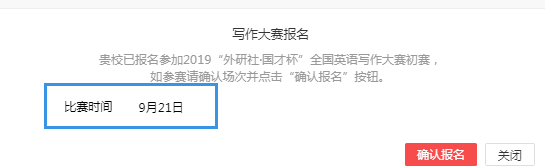 写作大赛报名
贵校已报名参加2019“外研社·国才杯”全国英语写作大赛初赛，
如参赛请确认场次并点击“确认报名”按钮。
比赛时间 9月21日
确认报名 关闭